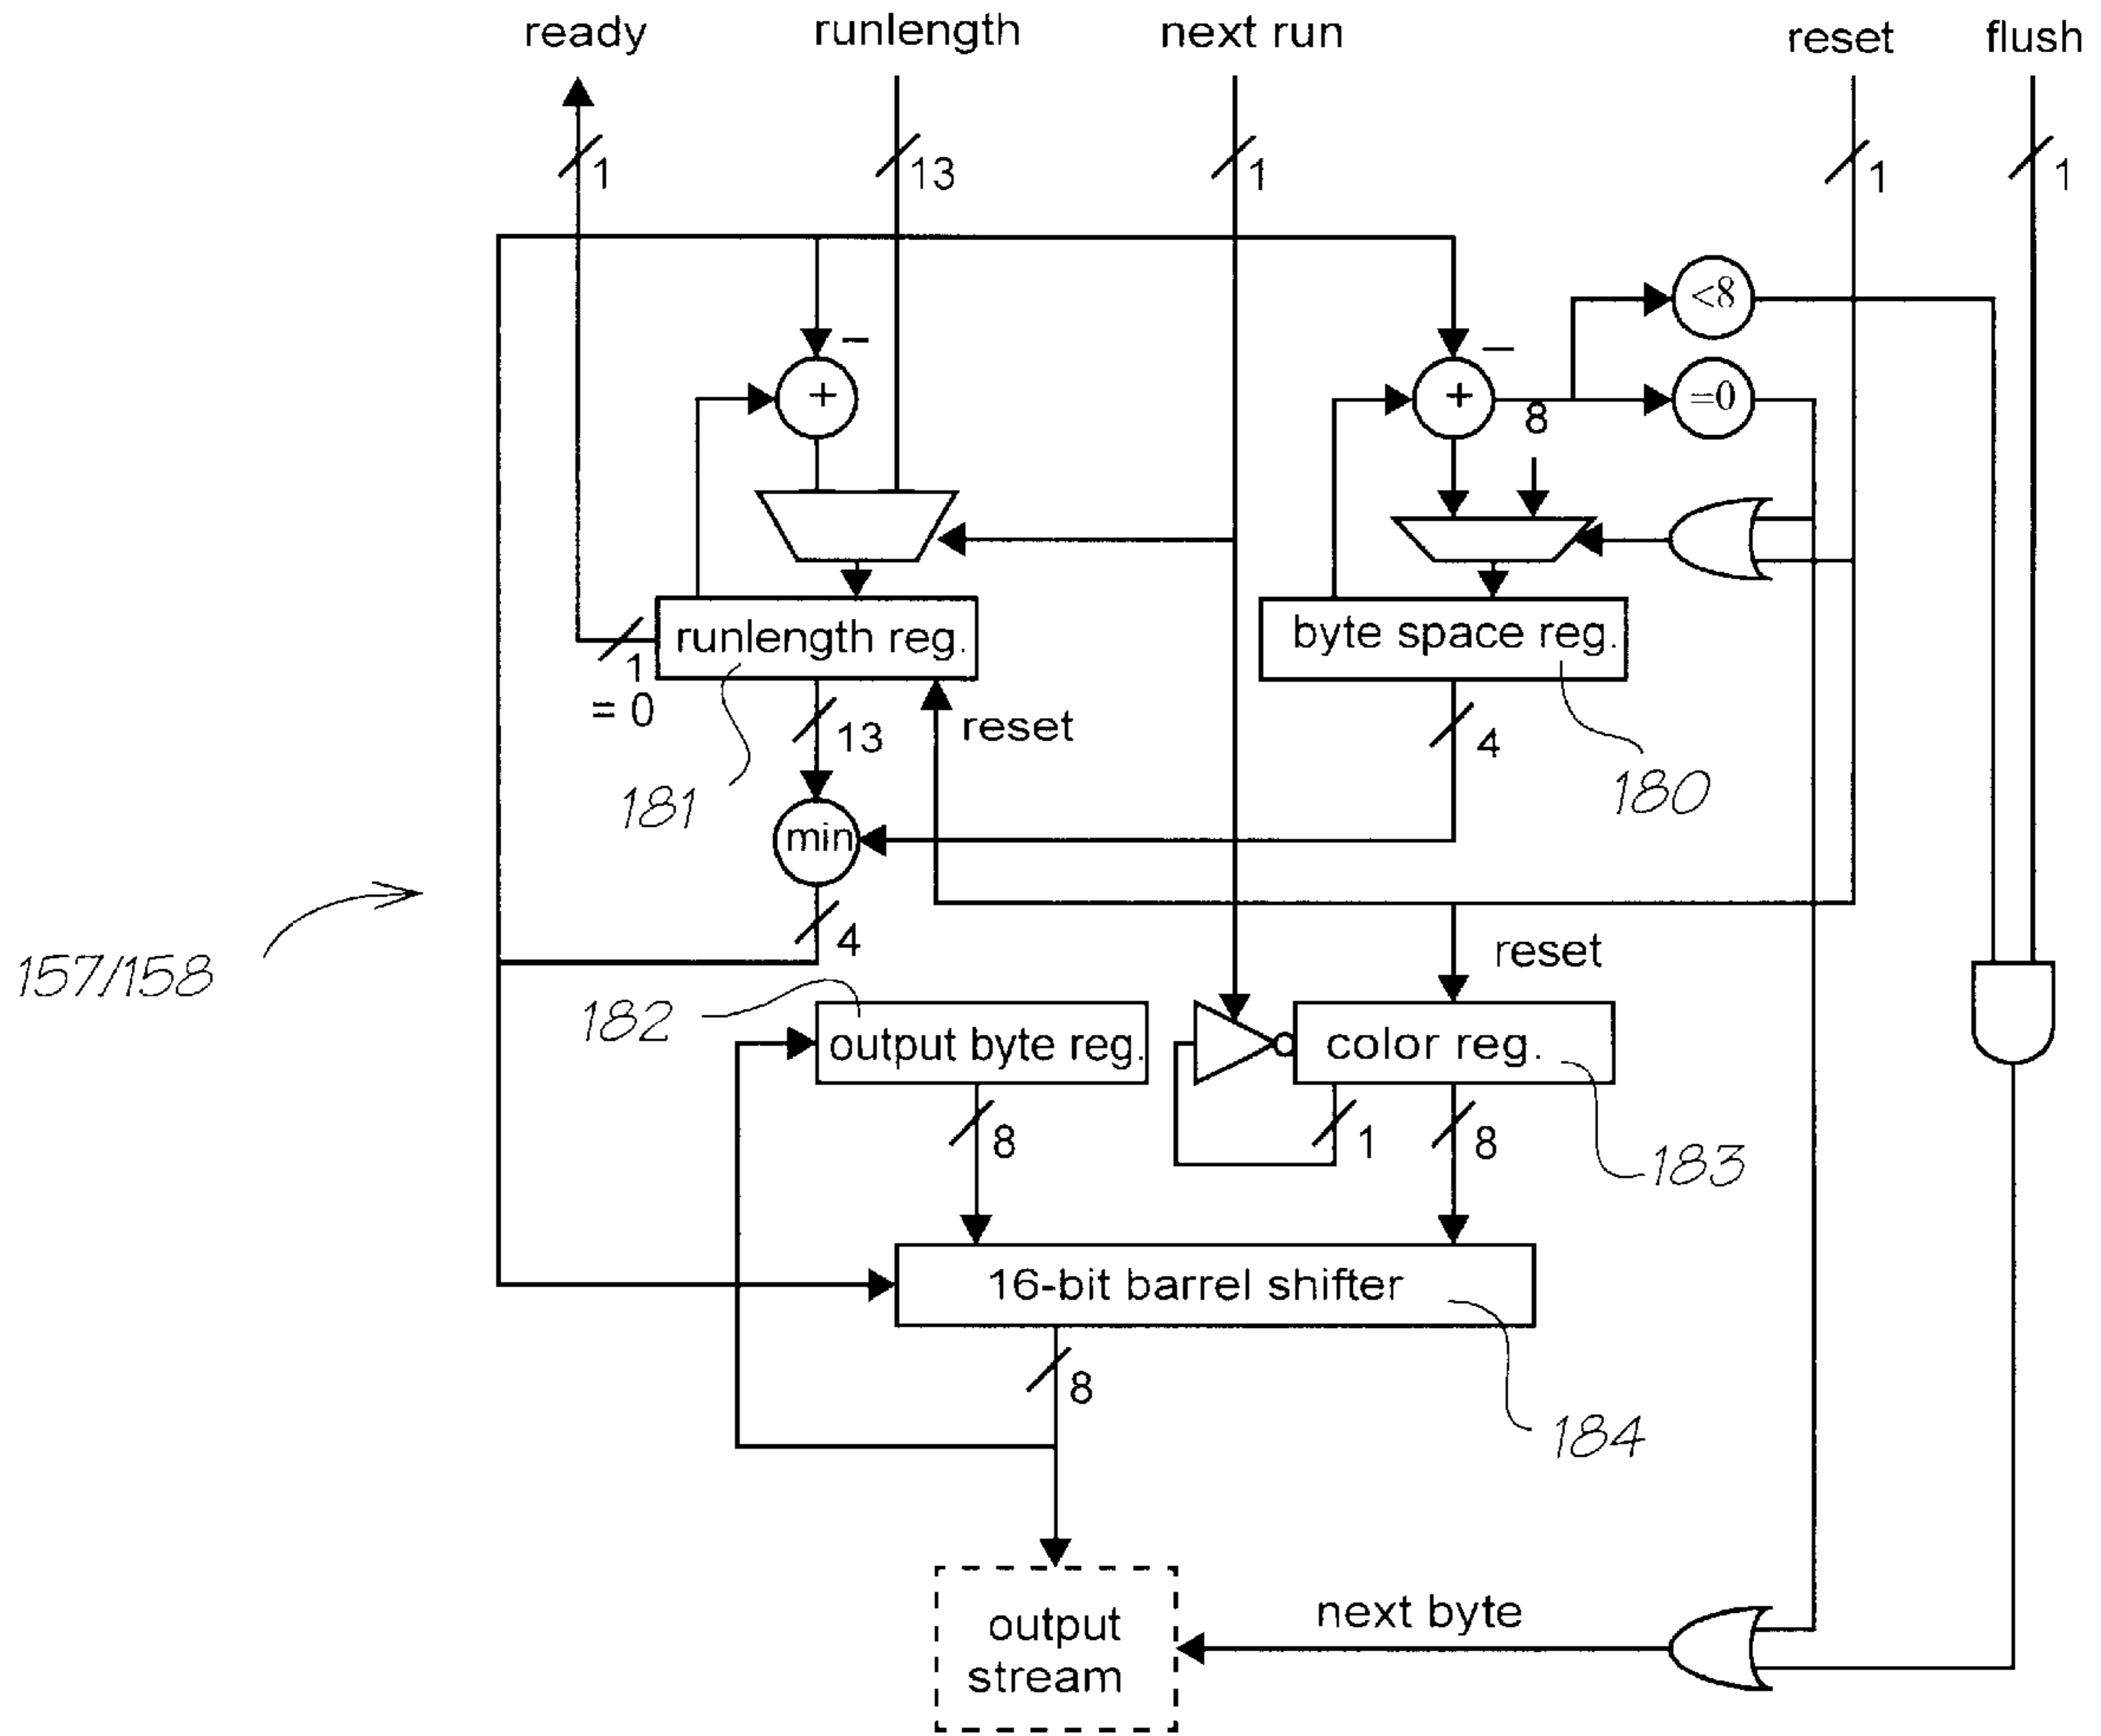 ready
runlength
next run
reset
flush
1
13
1
1
1
<8
–
–
+
+
8
=0
runlength reg.
byte space reg.
1
= 0
13
reset
4
181
180
min
4
reset
157/158
182
output byte reg.
color reg.
8
1
8
183
16-bit barrel shifter
8
184
next byte
output
stream